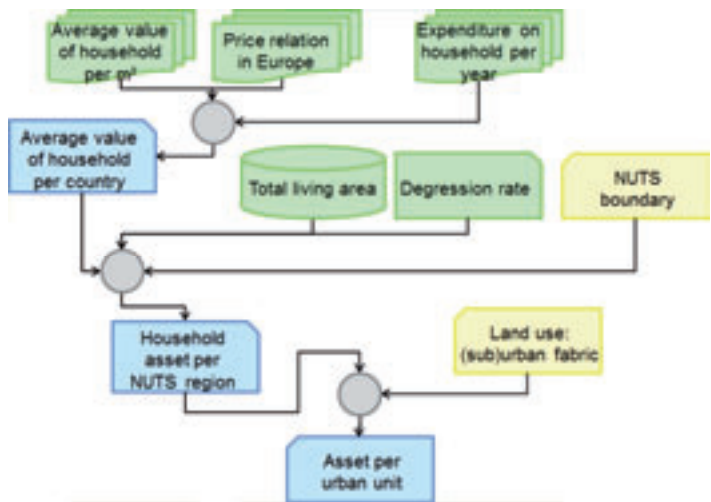 Average value
of household
per m²
Price relation
in Europe
Expenditure on
household per
year
Average value
of household
per country
Total living area
Degression rate
NUTS
boundary
Household
asset per
NUTS region
Land use:
(sub)urban fabric
Asset per
urban unit